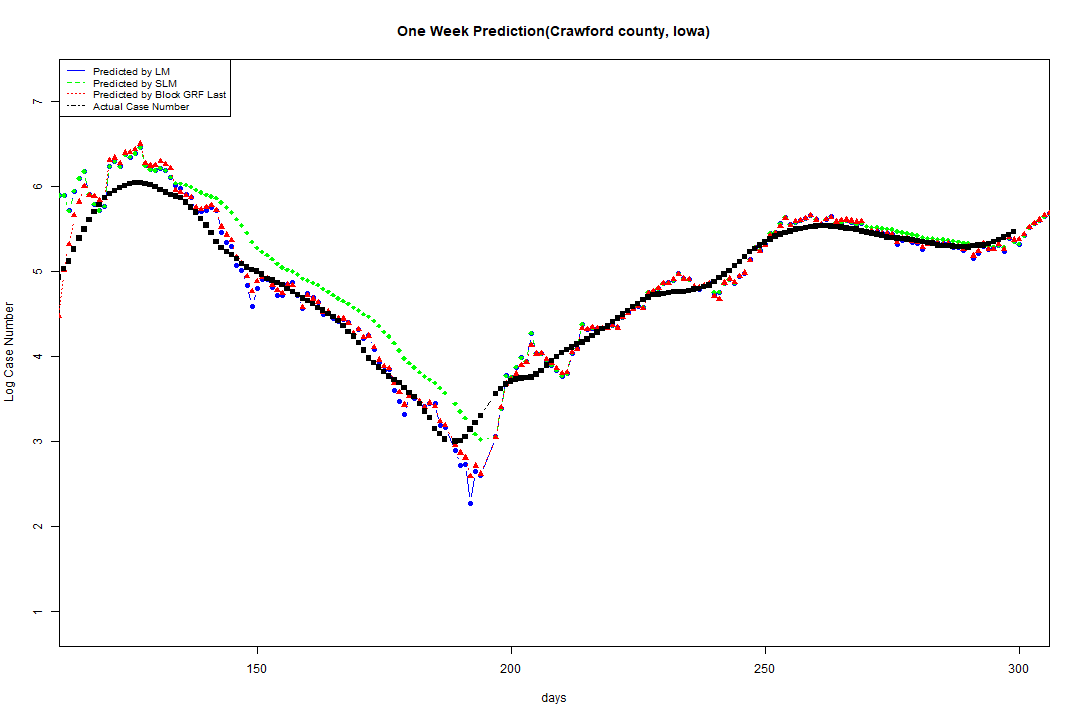 One Week Prediction(Crawford county, Iowa)
Predicted by LM
Predicted by SLM
Predicted by Block GRF Last
Actual Case Number
7
6
5
4
3
2
1
Log Case Number
150
200
250
300
days